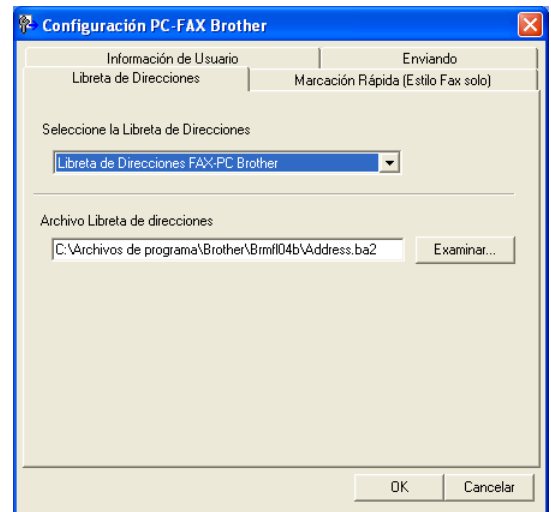 Configuración PC-FAX Brother
Información de Usuario
Enviando
Libreta de Direcciones
Marcación Rápida (Estilo Fax solo)
Seleccione la Libreta de Direcciones
Libreta de Direcciones FAX-PC Brother
Archivo Libreta de direcciones
C:\Archivos de programa\Brother\Brmfl04b\Address.ba2
Examinar...
OK
Cancelar